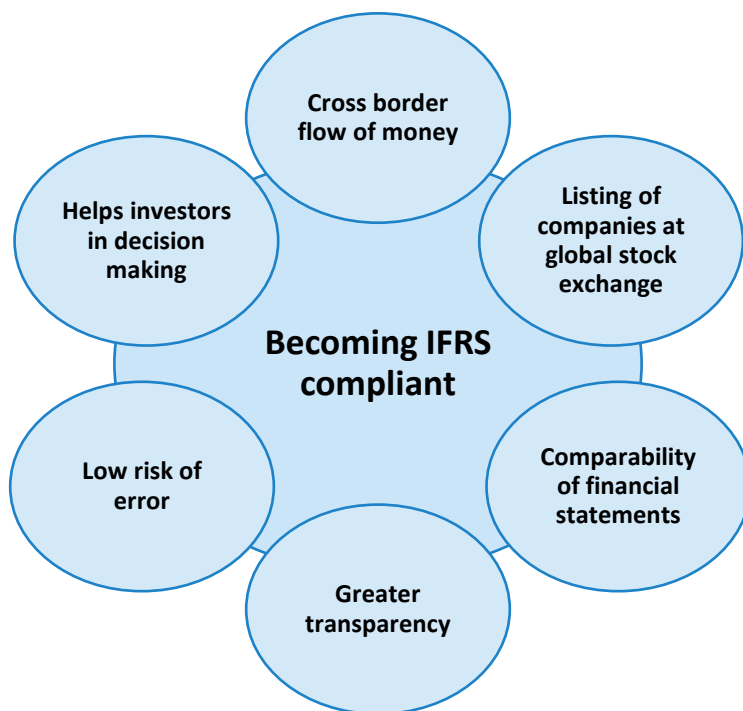 Cross border
flow of money
Listing of
companies at
global stock
exchange
Helps investors
in decision
making
Becoming IFRS
compliant
Low risk of
error
Comparability
of financial
statements
Greater
transparency